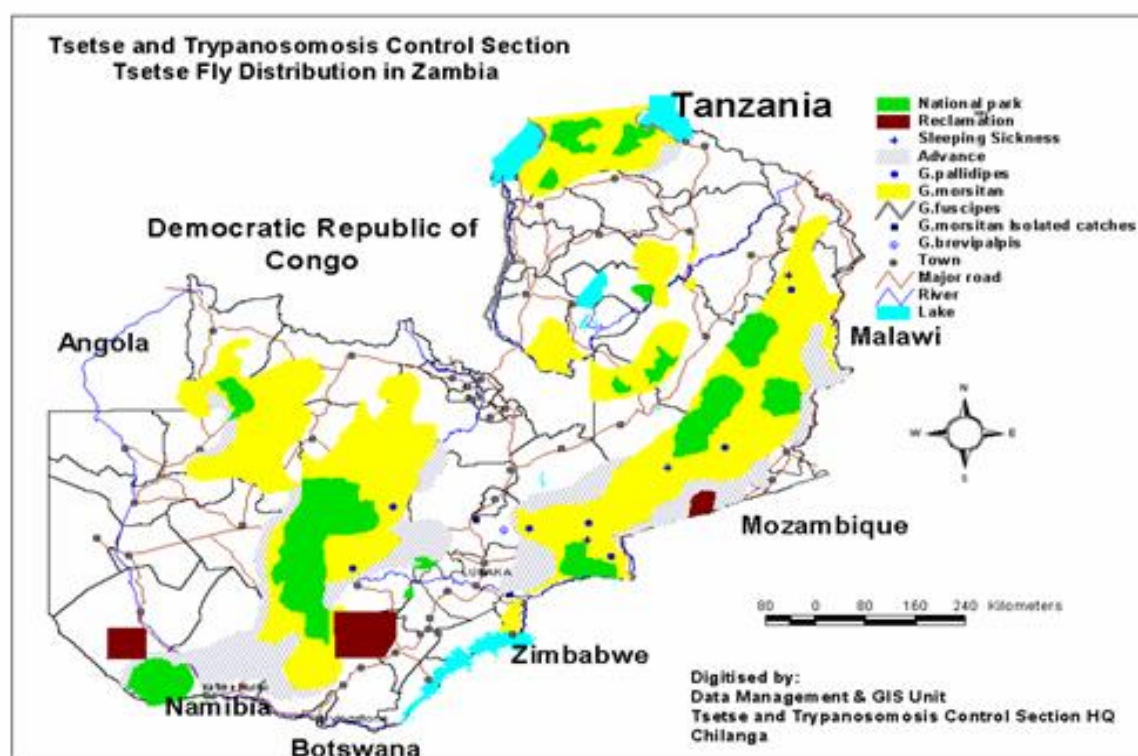 Tsetse and Trypanosomosis Control Section
Tsetse Fly Distribution in Zambia
Tanzania
National park
Reclamation
Sleeping Sickness
Advance
G.pallidipes
G.morsitan
G.fuscipes
G.morsitan Isolated catches
G.brevipalpis
Town
Major road
River
Lake
Democratic Republic of
Congo
Angola
Malawi
N
W
E
S
Mozambique
LUSAKA
80 0 80 160 240 Kilometers
Zimbabwe
Namibia
Botswana
Digitised by:
Data Management & GIS Unit
Tsetse and Trypanosomosis Control Section HQ
Chilanga